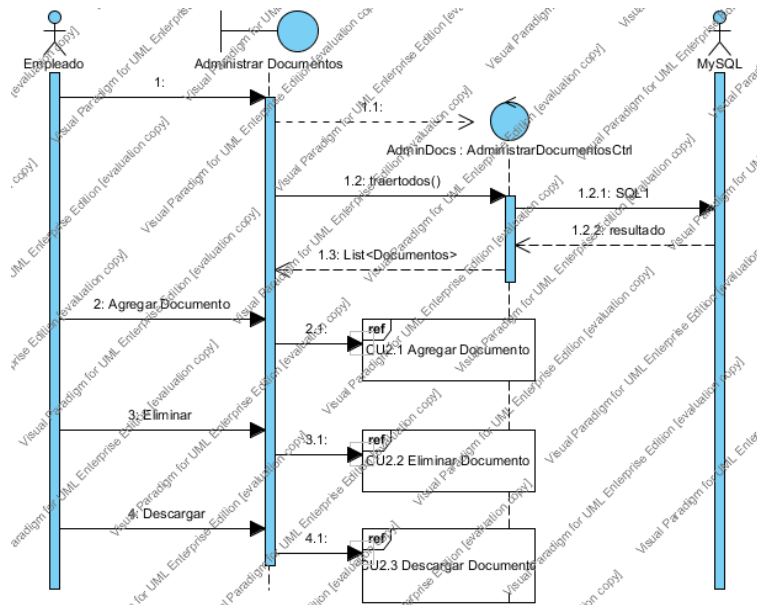 Empleado
Administrar Documentos
MySQL
1:
1.1:
AdminDocs : AdministrarDocumentosCtrl
1.2: traertodos()
1.2.1: SQL1
1.2.2: resultado
1.3: List<Documentos>
2: Agregar Documento
2.1:
ref
CU2.1 Agregar Documento
3: Eliminar
3.1:
ref
CU2.2 Eliminar Documento
4: Descargar
4.1:
ref
CU2.3 Descargar Documento
Visual Paradigm for UML Enterprise Edition [evaluation copy]